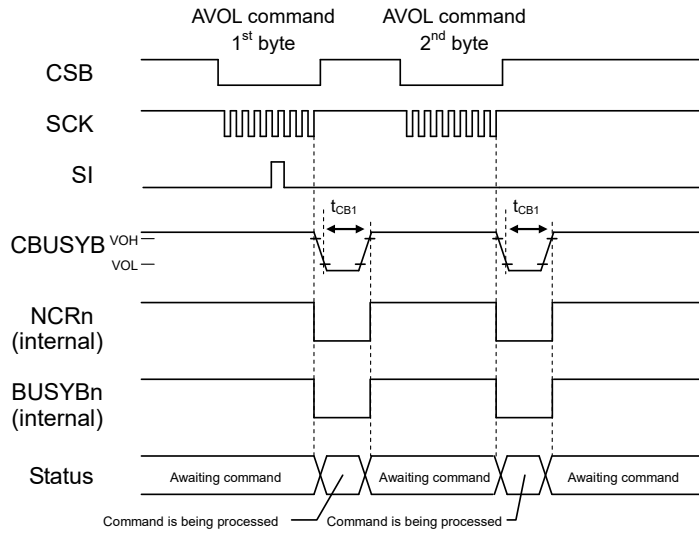 AVOL command
1st byte
AVOL command
2nd byte
CSB
SCK
SI
tCB1
tCB1
CBUSYB
VOH
VOL
NCRn
(internal)
BUSYBn
(internal)
Status
Awaiting command
Awaiting command
Awaiting command
Command is being processed
Command is being processed